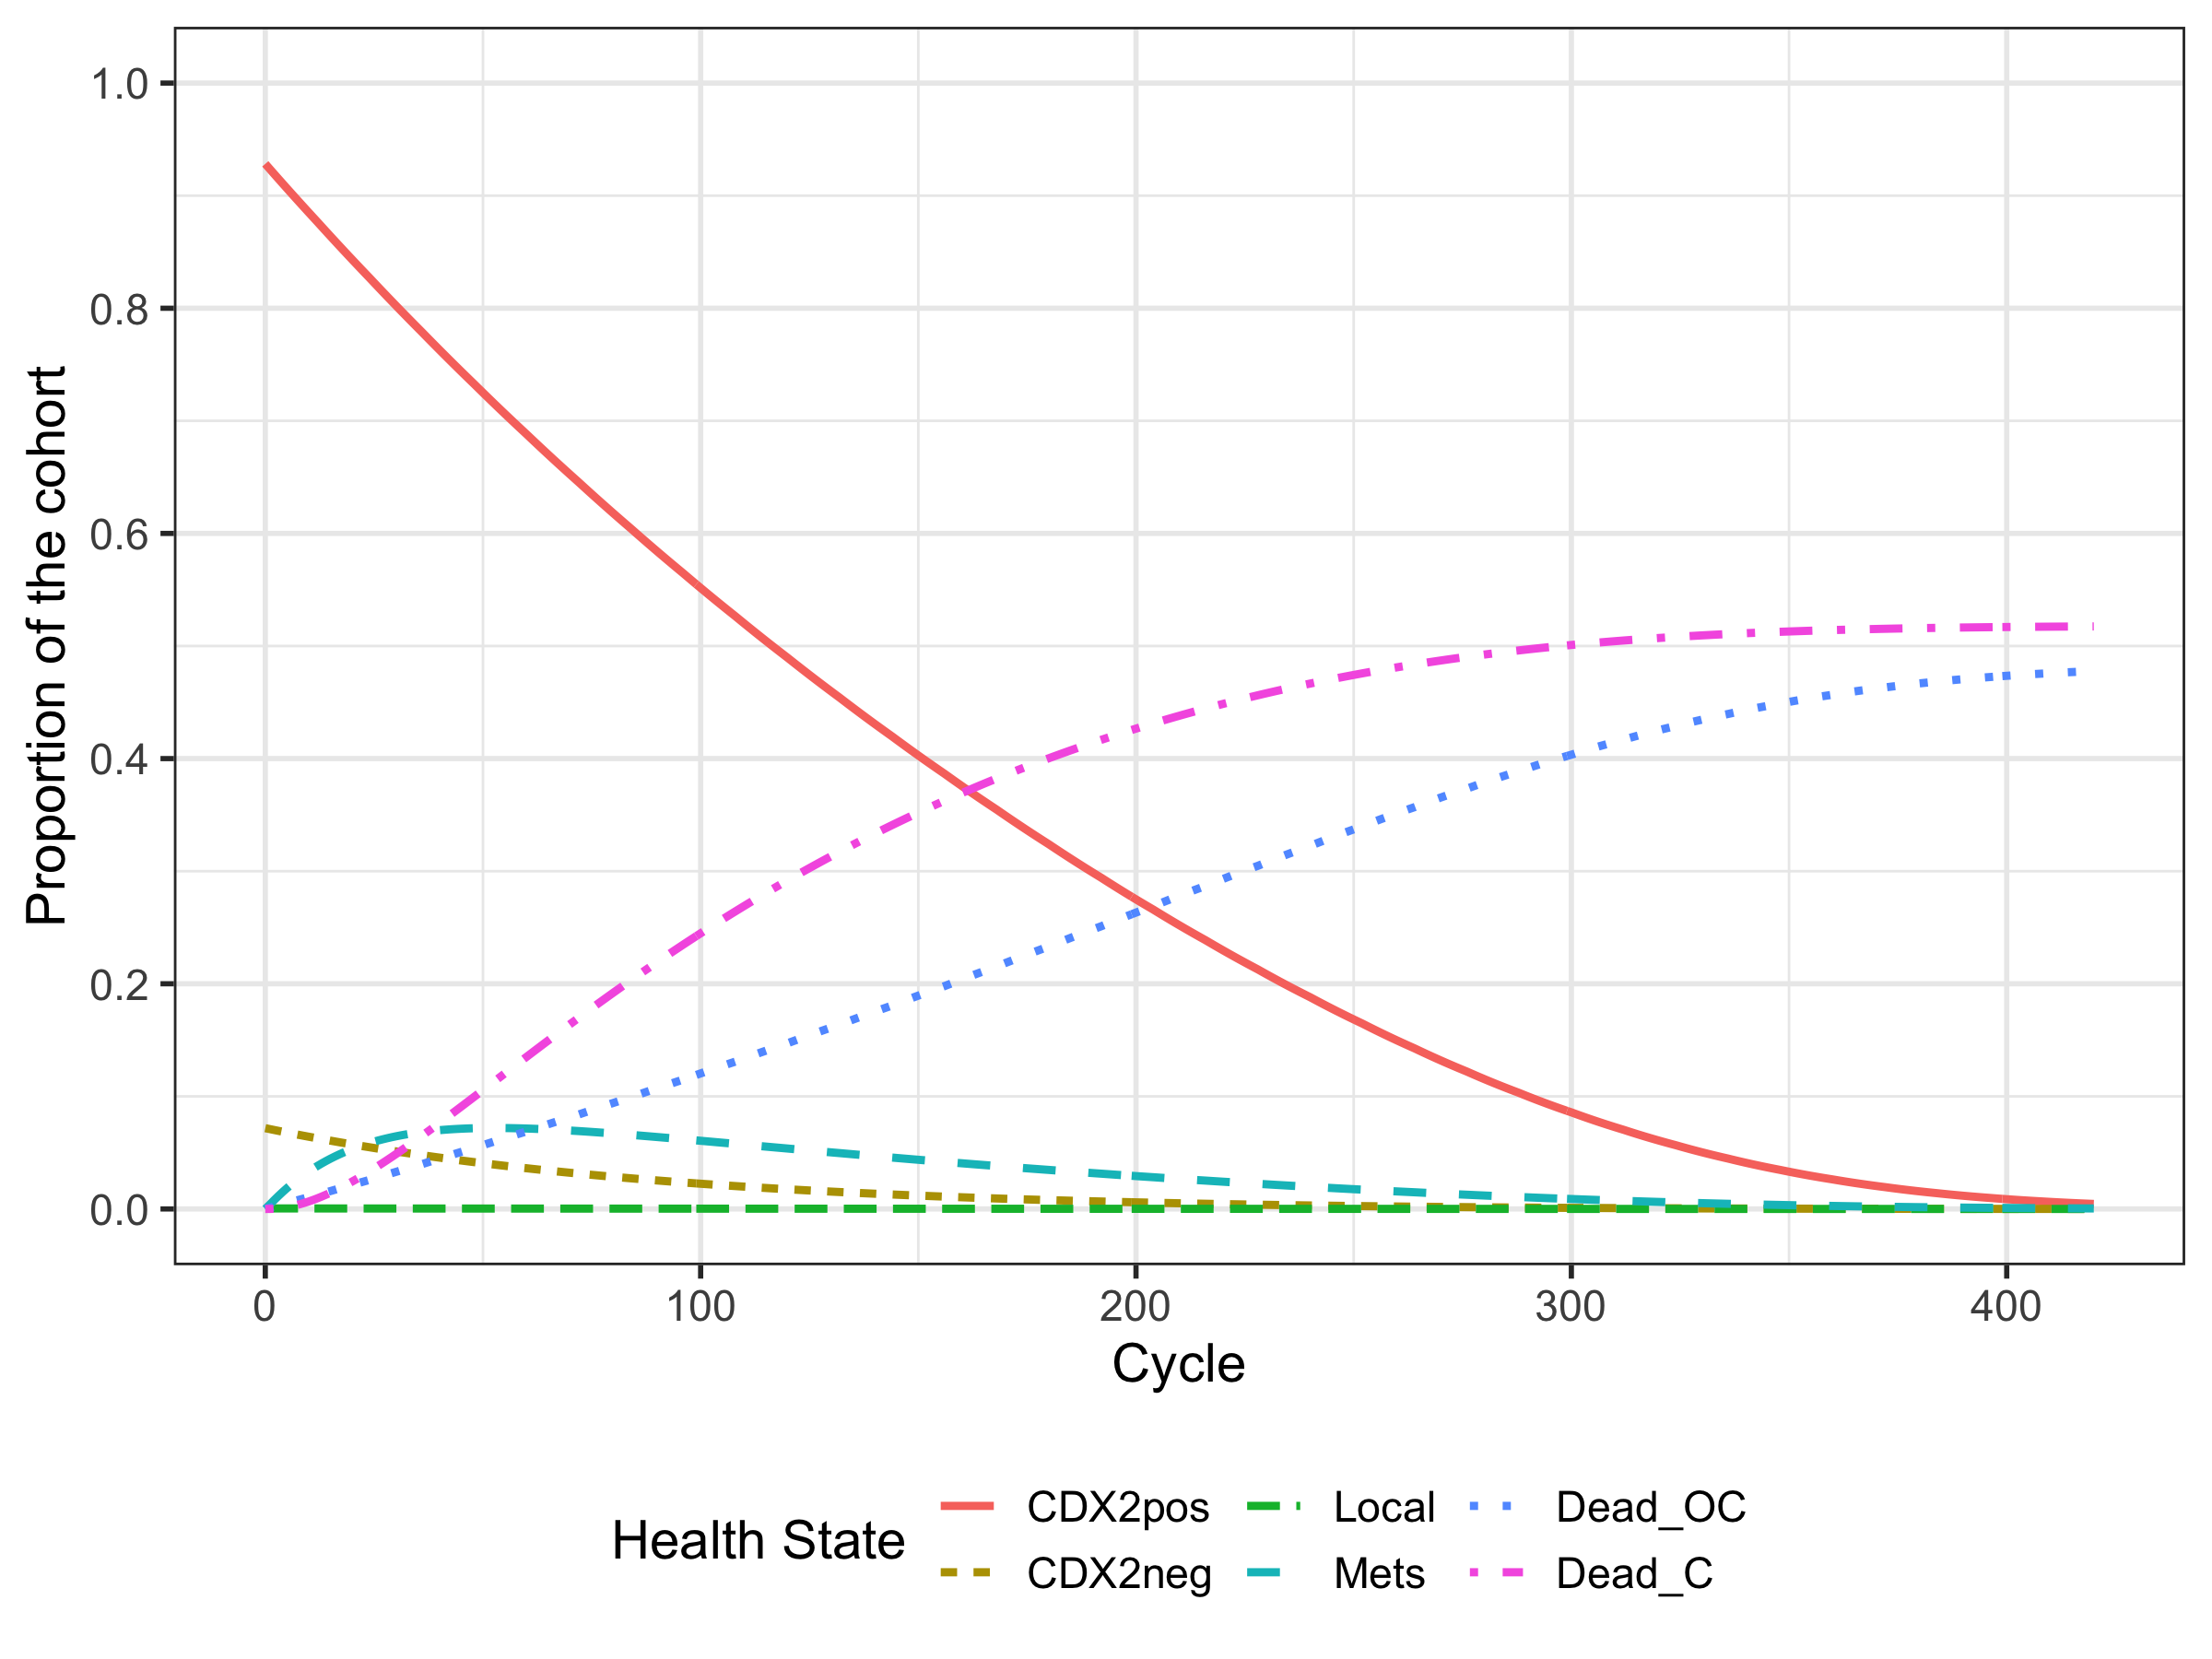 Proportion of the cohort
1.0
0.8
0.6
0.4
0.2
0.0
0 100 200 300 400
Cycle
Health State
CDX2pos Local Dead_OC
CDX2neg Mets Dead_C